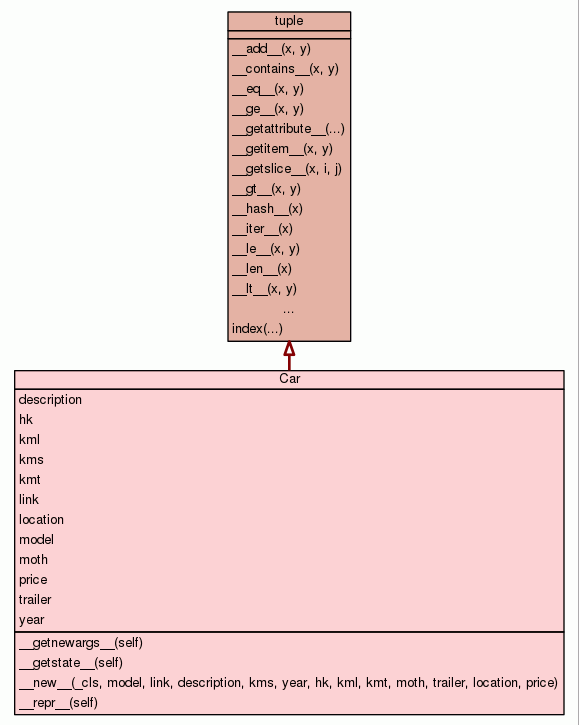 tuple
__add__(x, y)
__contains__(x, y)
__eq__(x, y)
__ge__(x, y)
__getattribute__(...)
__getitem__(x, y)
__getslice__(x, i, j)
__gt__(x, y)
__hash__(x)
__iter__(x)
__le__(x, y)
__len__(x)
__lt__(x, y)
...
index(...)
Car
description
hk
kml
kms
kmt
link
location
model
moth
price
trailer
year
__getnewargs__(self)
__getstate__(self)
__new__(_cls, model, link, description, kms, year, hk, kml, kmt, moth, trailer, location, price)
__repr__(self)